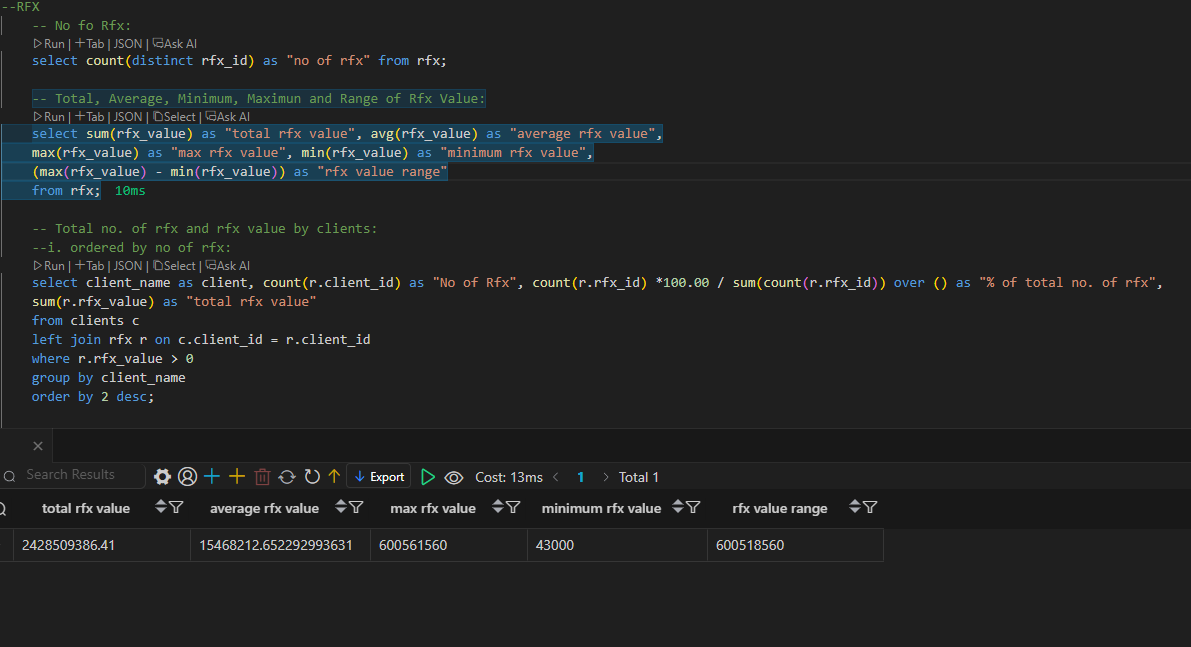 --RFX
-- No fo Rfx:
Run | +Tab | JSON | Ask AI
select count(distinct rfx_id) as "no of rfx" from rfx;
-- Total, Average, Minimum, Maximun and Range of Rfx Value:
Run | +Tab | JSON | Select | Ask AI
select sum(rfx_value) as "total rfx value", avg(rfx_value) as "average rfx value",
max(rfx_value) as "max rfx value", min(rfx_value) as "minimum rfx value",
(max(rfx_value) - min(rfx_value)) as "rfx value range"
from rfx; 10ms
-- Total no. of rfx and rfx value by clients:
--i. ordered by no of rfx:
Run | +Tab | JSON | Select | Ask AI
select client_name as client, count(r.client_id) as "No of Rfx", count(r.rfx_id) *100.00 / sum(count(r.rfx_id)) over () as "% of total no. of rfx",
sum(r.rfx_value) as "total rfx value"
from clients c
left join rfx r on c.client_id = r.client_id
where r.rfx_value > 0
group by client_name
order by 2 desc;
Search Results Export Cost: 13ms < 1 > Total 1
total rfx value average rfx value max rfx value minimum rfx value rfx value range
2428509386.41 15468212.652292993631 600561560 43000 600518560